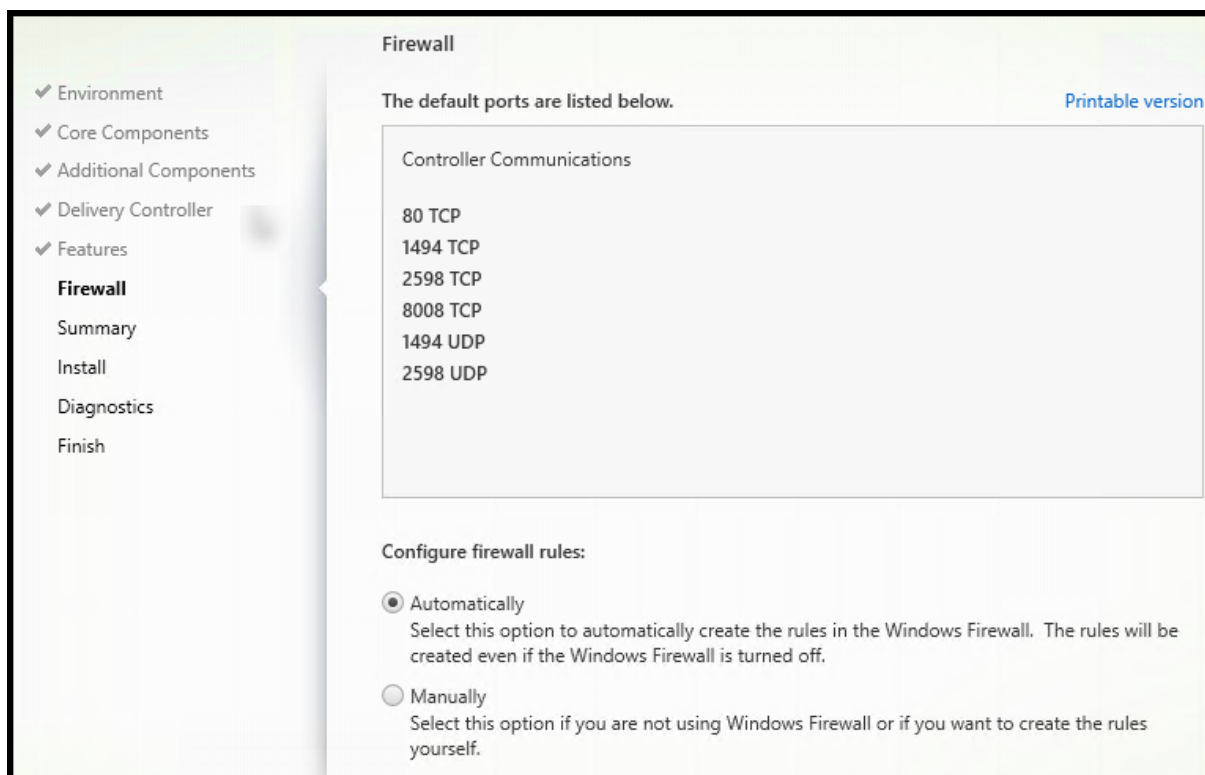 Firewall
Environment
Core Components
Additional Components
Delivery Controller
Features
Firewall
Summary
Install
Diagnostics
Finish
The default ports are listed below.
Printable version
Controller Communications
80 TCP
1494 TCP
2598 TCP
8008 TCP
1494 UDP
2598 UDP
Configure firewall rules:
Automatically
Select this option to automatically create the rules in the Windows Firewall.  The rules will be
created even if the Windows Firewall is turned off.
Manually
Select this option if you are not using Windows Firewall or if you want to create the rules
yourself.